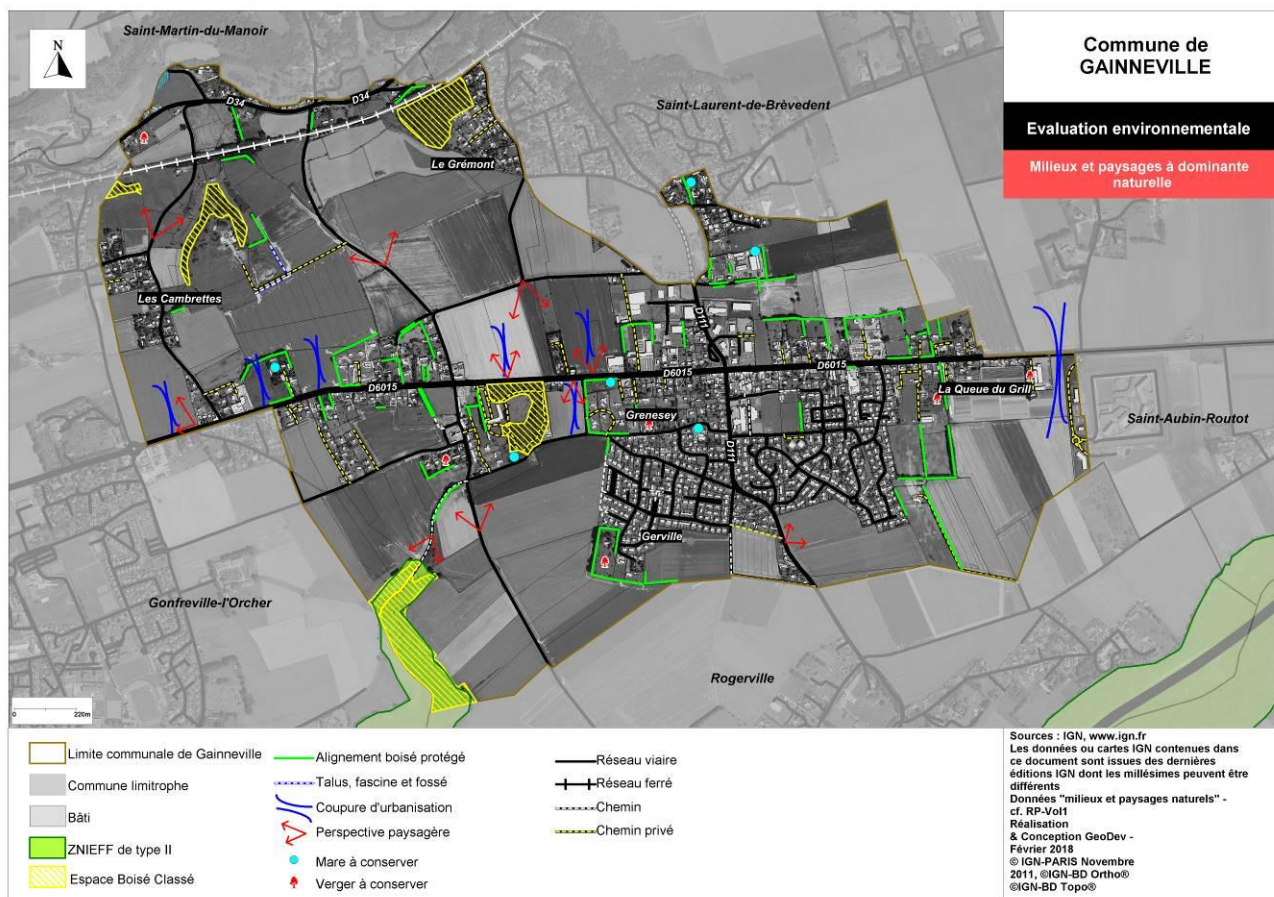 Saint-Martin-du-Manoir
N
D34
D34
Saint-Laurent-de-Brèvedent
Le Grémont
Les Cambrettes
D111
D6015
D6015
D6015
La Queue du Grill
Grenesey
Saint-Aubin-Routot
D111
Gerville
Gonfreville-l'Orcher
Rogerville
0 220m
Commune de
GAINNEVILLE
Evaluation environnementale
Milieux et paysages à dominante
naturelle
Limite communale de Gainneville
Commune limitrophe
Bâti
ZNIEFF de type II
Espace Boisé Classé
Alignement boisé protégé
Talus, fascine et fossé
Coupure d'urbanisation
Perspective paysagère
Mare à conserver
Verger à conserver
Réseau viaire
Réseau ferré
Chemin
Chemin privé
Sources : IGN, www.ign.fr
Les données ou cartes IGN contenues dans
ce document sont issues des dernières
éditions IGN dont les millésimes peuvent être
différents
Données "milieux et paysages naturels" -
cf. RP-Vol1
Réalisation
& Conception GeoDev -
Février 2018
© IGN-PARIS Novembre
2011, ©IGN-BD Ortho®
©IGN-BD Topo®